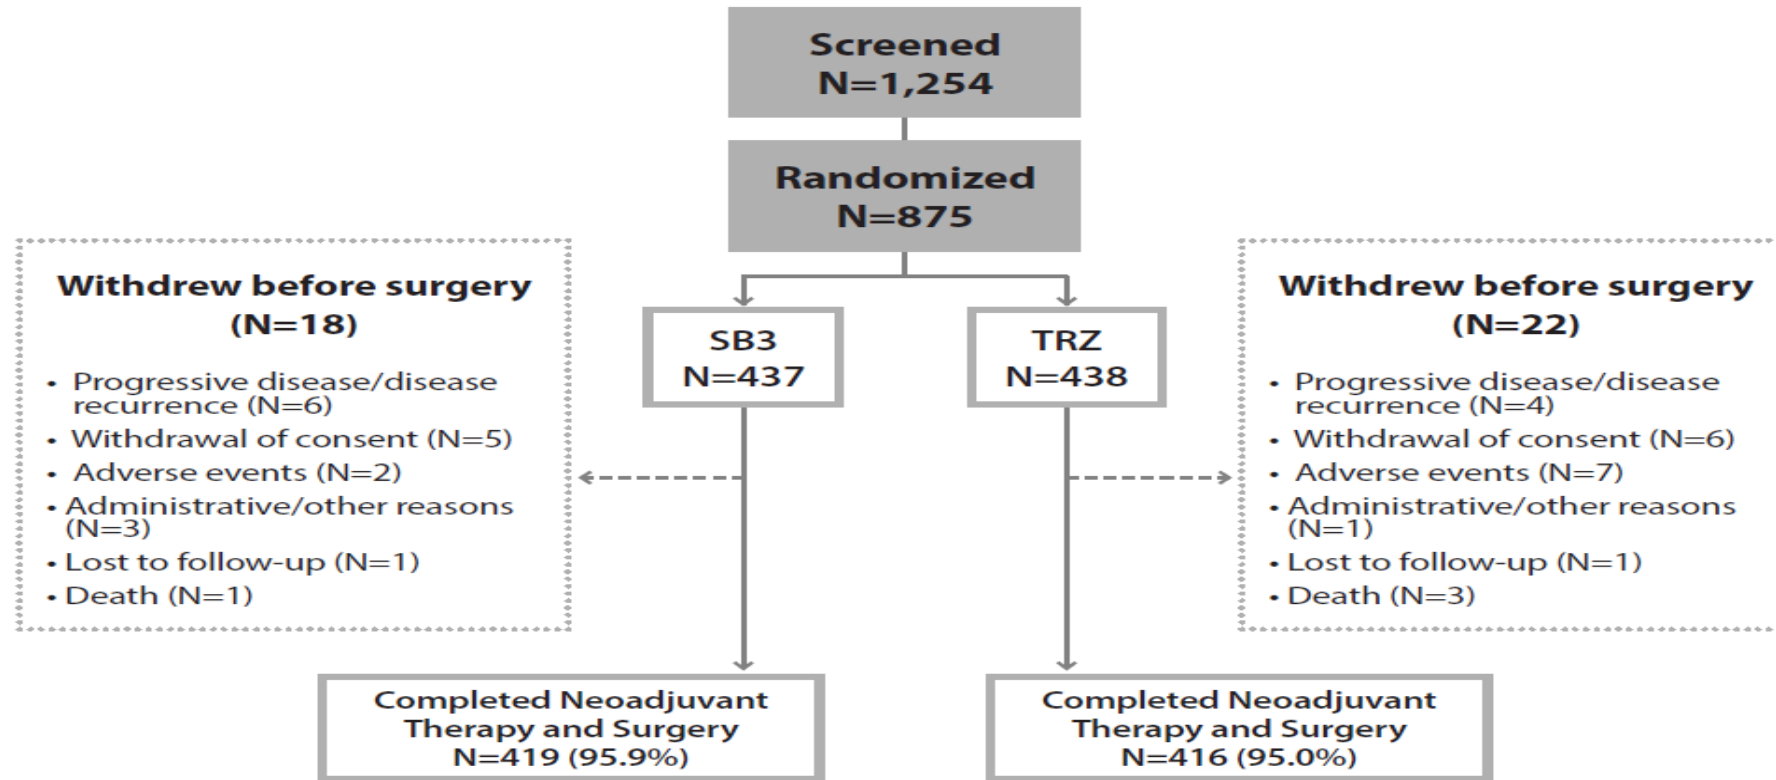 Screened
N=1,254
Randomized
N=875
Withdrew before surgery
(N=18)
• Progressive disease/disease
recurrence (N=6)
• Withdrawal of consent (N=5)
• Adverse events (N=2)
• Administrative/other reasons
(N=3)
• Lost to follow-up (N=1)
• Death (N=1)
SB3
N=437
TRZ
N=438
Withdrew before surgery
(N=22)
• Progressive disease/disease
recurrence (N=4)
• Withdrawal of consent (N=6)
• Adverse events (N=7)
• Administrative/other reasons
(N=1)
• Lost to follow-up (N=1)
• Death (N=3)
Completed Neoadjuvant
Therapy and Surgery
N=419 (95.9%)
Completed Neoadjuvant
Therapy and Surgery
N=416 (95.0%)